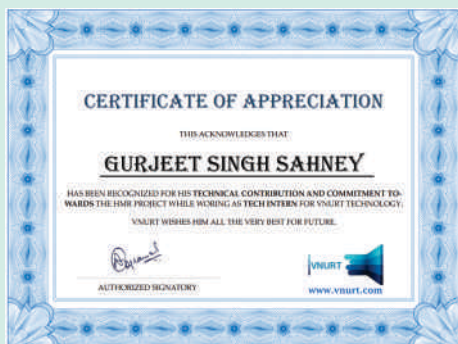 CERTIFICATE OF APPRECIATION
THIS ACKNOWLEDGES THAT
GURJEET SINGH SAHNEY
HAS BEEN RECOGNIZED FOR HIS TECHNICAL CONTRIBUTION AND COMMITMENT TO-
WARDS THE HMR PROJECT WHILE WORING AS TECH INTERN FOR VNURT TECHNOLOGY.
VNURT WISHES HIM ALL THE VERY BEST FOR FUTURE.
AUTHORIZED SIGNATORY
VNURT
www.vnurt.com